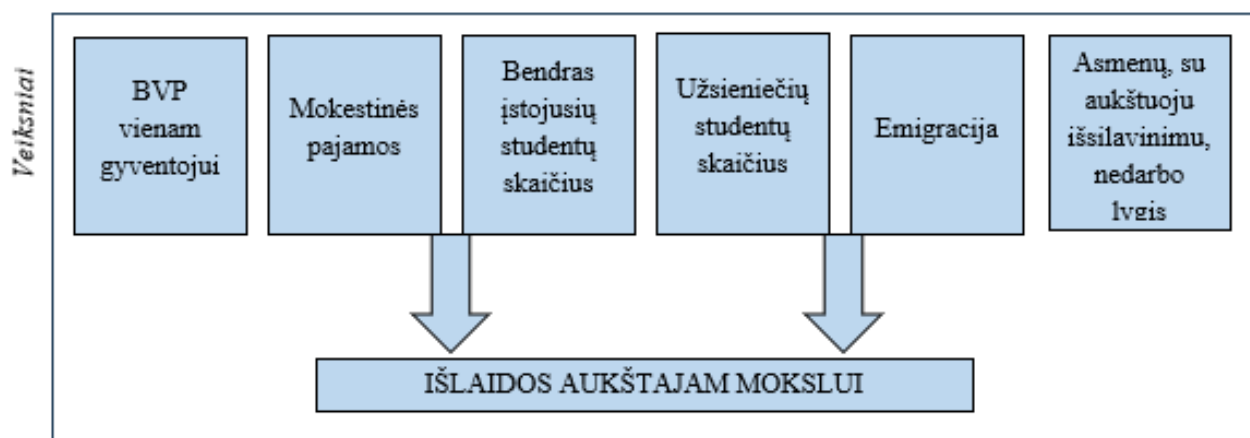 Veiksniai
BVP
vienam
gyventojui
Mokestinės
pajamos
Bendras
įstojusių
studentų
skaičius
Užsieniečių
studentų
skaičius
Emigracija
Asmenų, su
aukštuoju
išsilavinimu,
nedarbo
lygis
IŠLAIDOS AUKŠTAJAM MOKSLUI